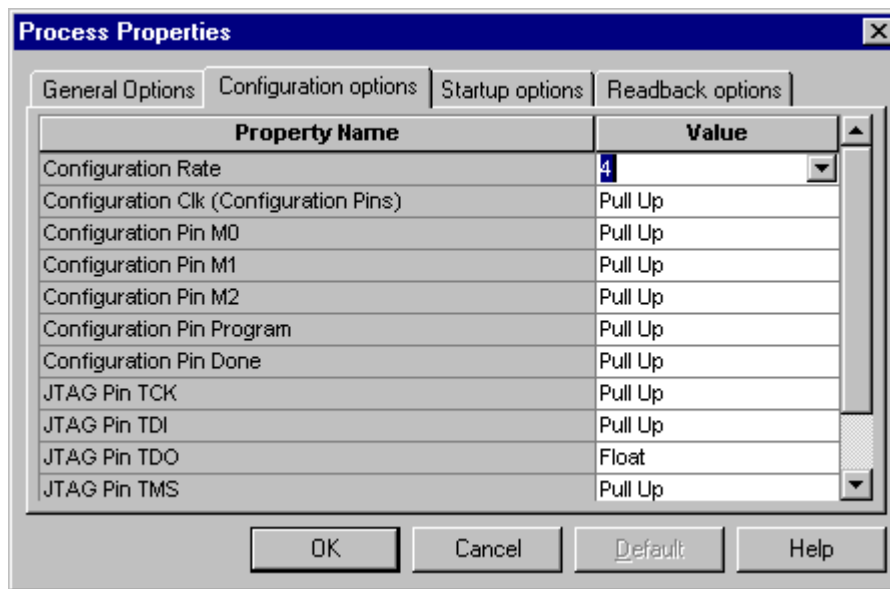 Process Properties
General Options Configuration options Startup options Readback options
Property Name Value
Configuration Rate 4
Configuration Clk (Configuration Pins) Pull Up
Configuration Pin M0 Pull Up
Configuration Pin M1 Pull Up
Configuration Pin M2 Pull Up
Configuration Pin Program Pull Up
Configuration Pin Done Pull Up
JTAG Pin TCK Pull Up
JTAG Pin TDI Pull Up
JTAG Pin TDO Float
JTAG Pin TMS Pull Up
OK Cancel Default Help